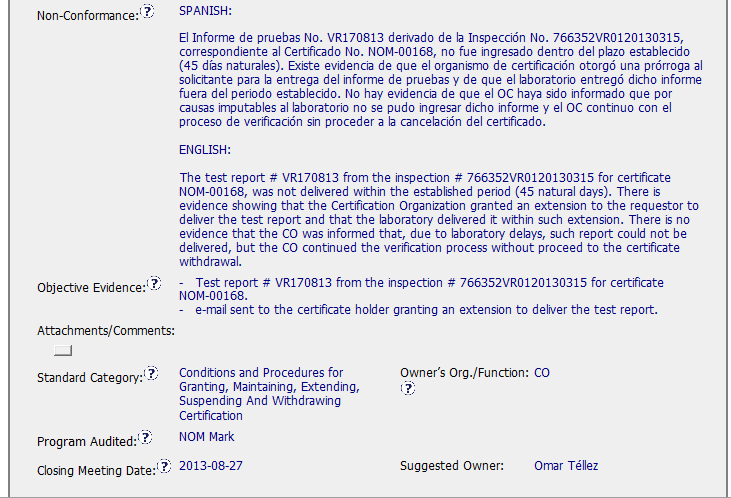 Non-Conformance: ? SPANISH:
El Informe de pruebas No. VR170813 derivado de la Inspección No. 766352VR0120130315,
correspondiente al Certificado No. NOM-00168, no fue ingresado dentro del plazo establecido
(45 días naturales). Existe evidencia de que el organismo de certificación otorgó una prórroga al
solicitante para la entrega del informe de pruebas y de que el laboratorio entregó dicho informe
fuera del periodo establecido. No hay evidencia de que el OC haya sido informado que por
causas imputables al laboratorio no se pudo ingresar dicho informe y el OC continuo con el
proceso de verificación sin proceder a la cancelación del certificado.
ENGLISH:
The test report # VR170813 from the inspection # 766352VR0120130315 for certificate
NOM-00168, was not delivered within the established period (45 natural days). There is
evidence showing that the Certification Organization granted an extension to the requestor to
deliver the test report and that the laboratory delivered it within such extension. There is no
evidence that the CO was informed that, due to laboratory delays, such report could not be
delivered, but the CO continued the verification process without proceed to the certificate
withdrawal.
Objective Evidence: ? - Test report # VR170813 from the inspection # 766352VR0120130315 for certificate
NOM-00168.
- e-mail sent to the certificate holder granting an extension to deliver the test report.
Attachments/Comments:
Standard Category: ? Conditions and Procedures for
Granting, Maintaining, Extending,
Suspending And Withdrawing
Certification
Owner's Org./Function: CO
?
Program Audited: ? NOM Mark
Closing Meeting Date: ? 2013-08-27 Suggested Owner: Omar Téllez